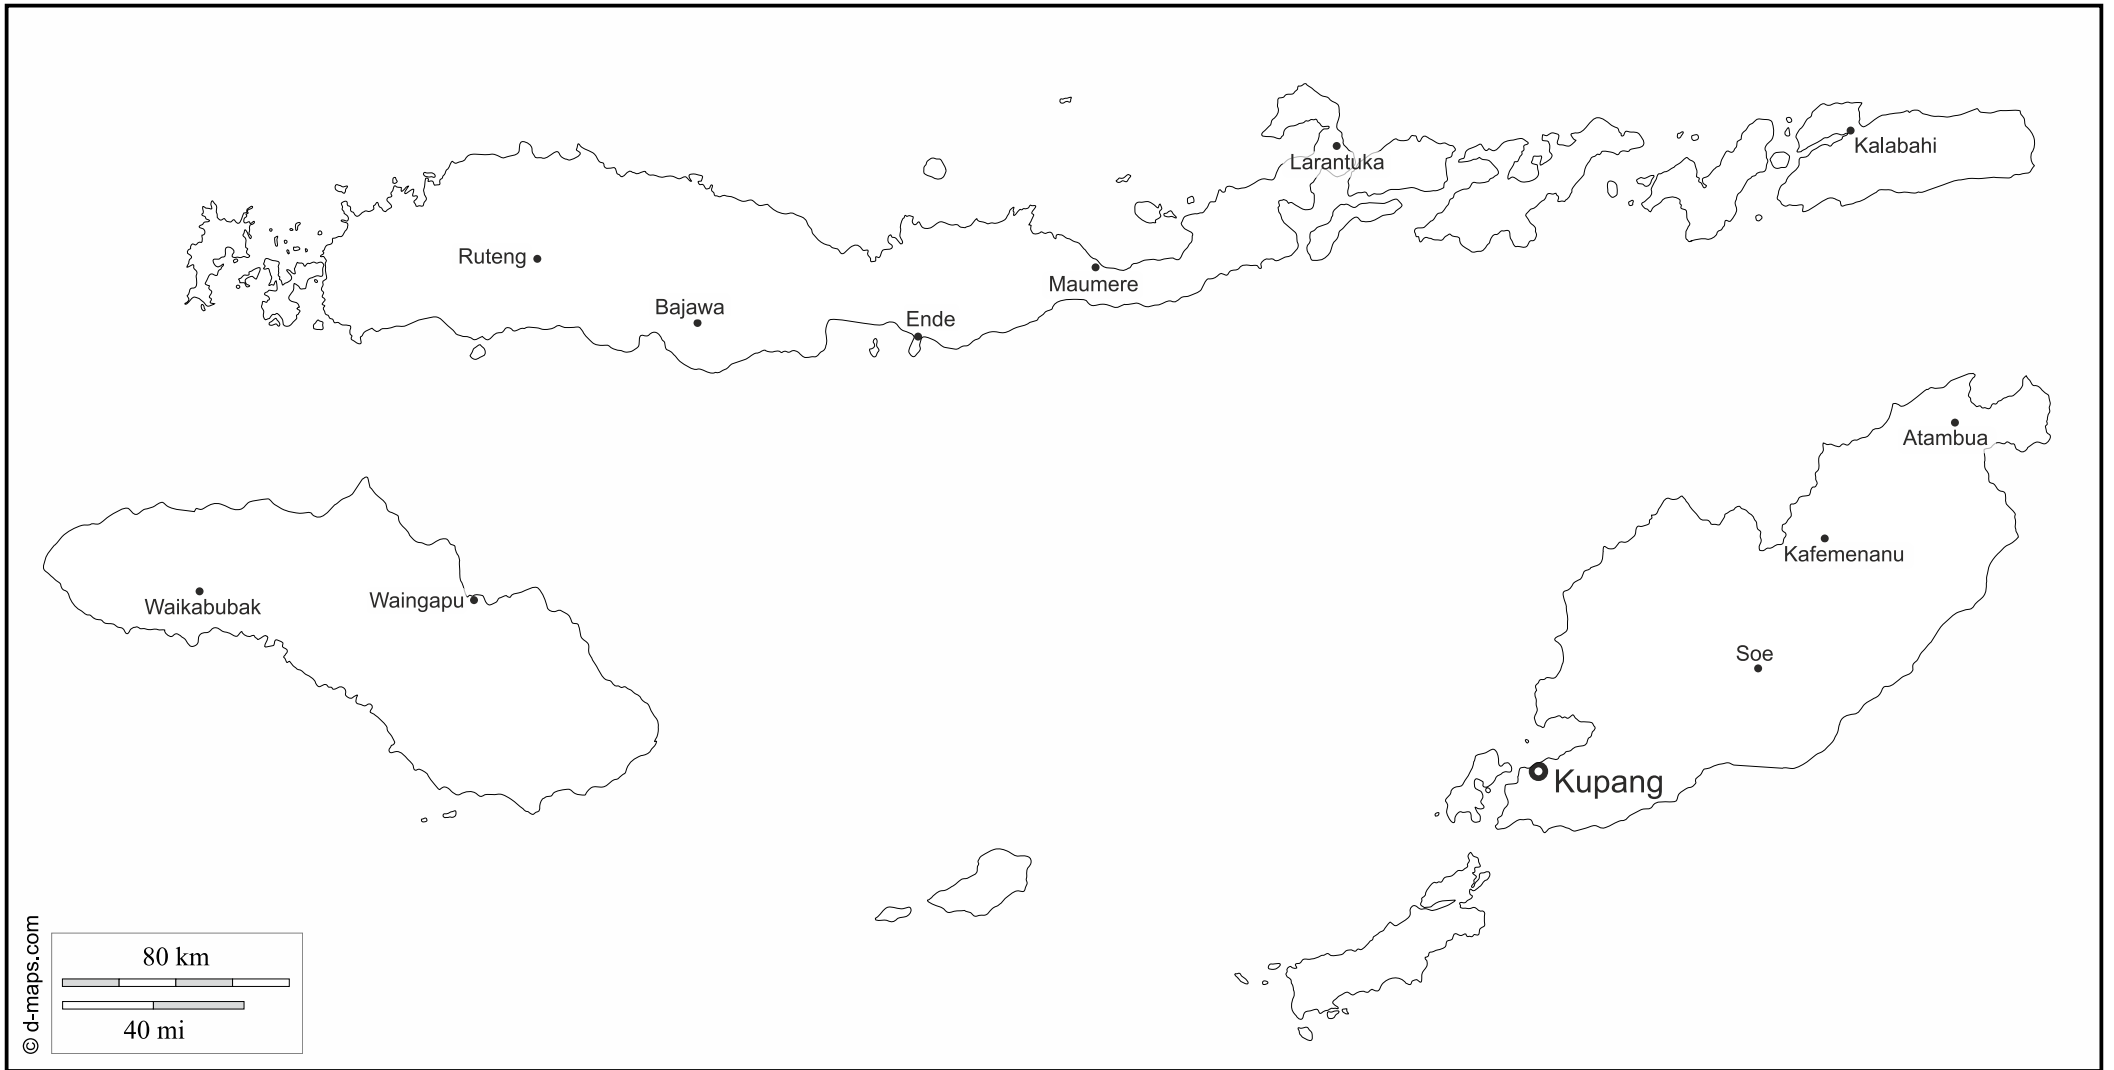 Larantuka
Kalabahi
Ruteng
Maumere
Bajawa
Ende
Atambua
Kafemenanu
Waikabubak
Waingapu
Soe
Kupang
80 km
40 mi
© d-maps.com